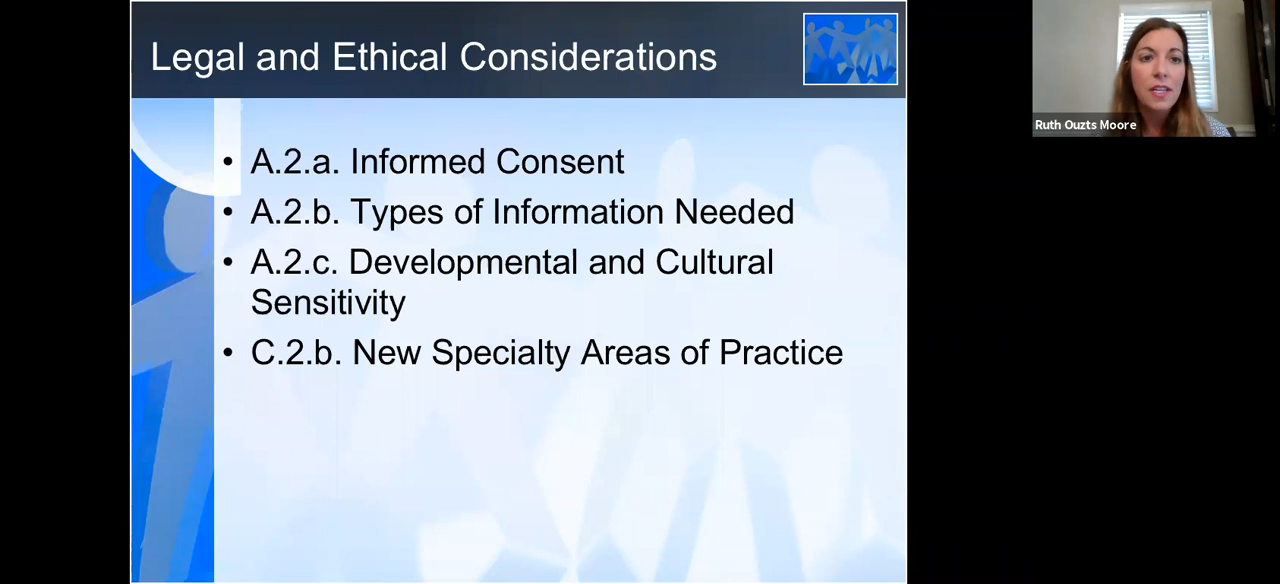 Legal and Ethical Considerations
• A.2.a. Informed Consent
• A.2.b. Types of Information Needed
• A.2.c. Developmental and Cultural
Sensitivity
• C.2.b. New Specialty Areas of Practice
Ruth Ouzts Moore